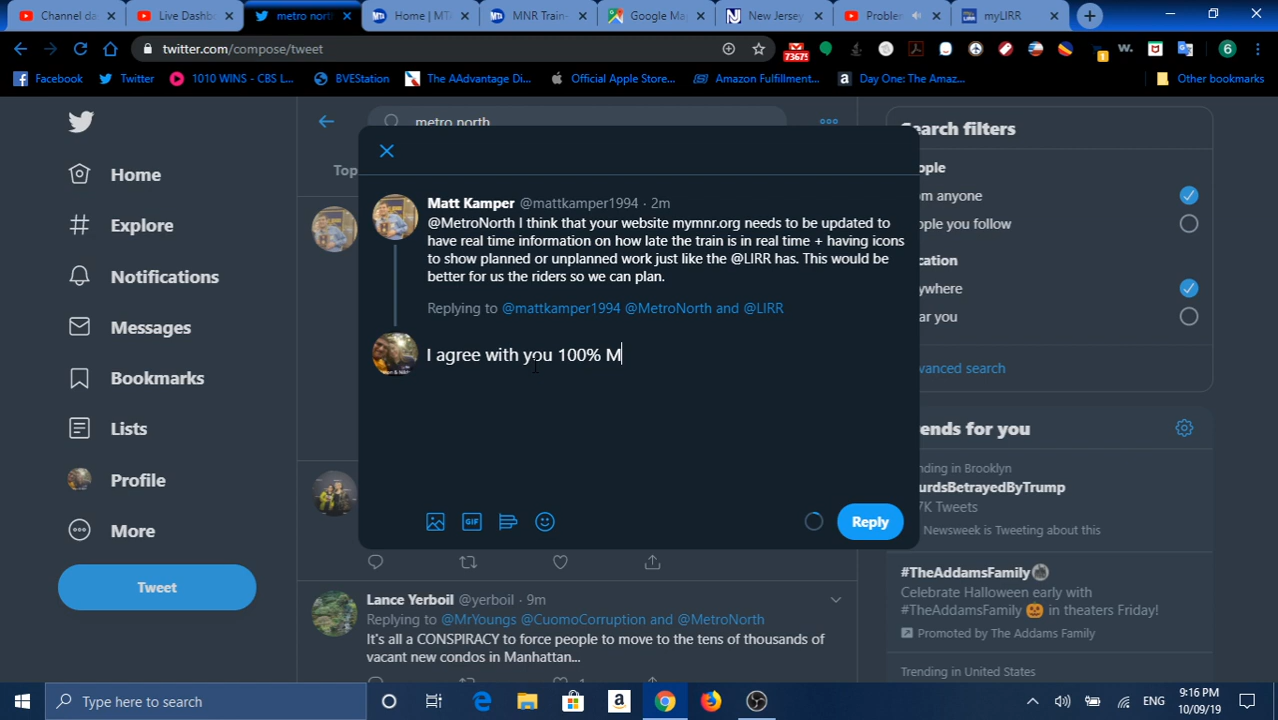 Channel da
Live Dashb
metro nort
Home | MTA
MNR Train-
Google Ma
New Jersey
Problem
myLIRR
twitter.com/compose/tweet
73675
6
Facebook
Twitter
1010 WINS - CBS L...
BVEStation
The AAdvantage Di...
Official Apple Store...
Amazon Fulfillment...
Day One: The Amaz...
Other bookmarks
Home
Explore
Notifications
Messages
Bookmarks
Lists
Profile
More
Tweet
metro north
Top
Matt Kamper @mattkamper1994 · 2m
@MetroNorth I think that your website mymnr.org needs to be updated to
have real time information on how late the train is in real time + having icons
to show planned or unplanned work just like the @LIRR has. This would be
better for us the riders so we can plan.
Replying to @mattkamper1994 @MetroNorth and @LIRR
I agree with you 100% M
GIF
Reply
Lance Yerboil @yerboil · 9m
Replying to @MrYoungs @CuomoCorruption and @MetroNorth
It's all a CONSPIRACY to force people to move to the tens of thousands of
vacant new condos in Manhattan...
Search filters
ople
om anyone
ople you follow
cation
ywhere
ar you
dvanced search
ends for you
nding in Brooklyn
urdsBetrayedByTrump
7K Tweets
Newsweek is Tweeting about this
#TheAddamsFamily
Celebrate Halloween early with
#TheAddamsFamily 🎃 in theaters Friday!
Promoted by The Addams Family
Trending in United States
Type here to search
ENG
9:16 PM
10/09/19